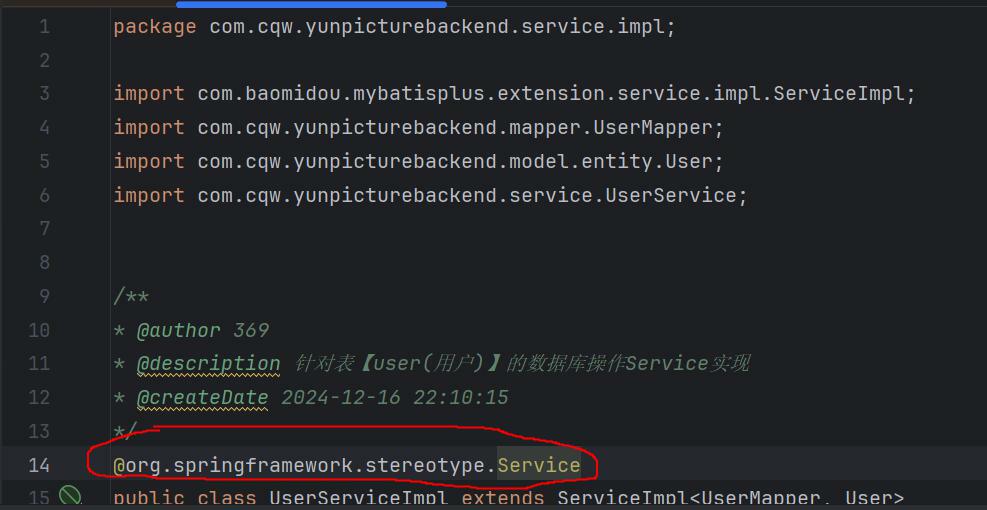 1 package com.cqw.yunpicturebackend.service.impl;
2
3 import com.baomidou.mybatisplus.extension.service.impl.ServiceImpl;
4 import com.cqw.yunpicturebackend.mapper.UserMapper;
5 import com.cqw.yunpicturebackend.model.entity.User;
6 import com.cqw.yunpicturebackend.service.UserService;
7
8
9 /**
10 * @author 369
11 * @description 针对表【user(用户)】的数据库操作Service实现
12 * @createDate 2024-12-16 22:10:15
13 */
14 @org.springframework.stereotype.Service
15 public class UserServiceImpl extends ServiceImpl<UserMapper, User>